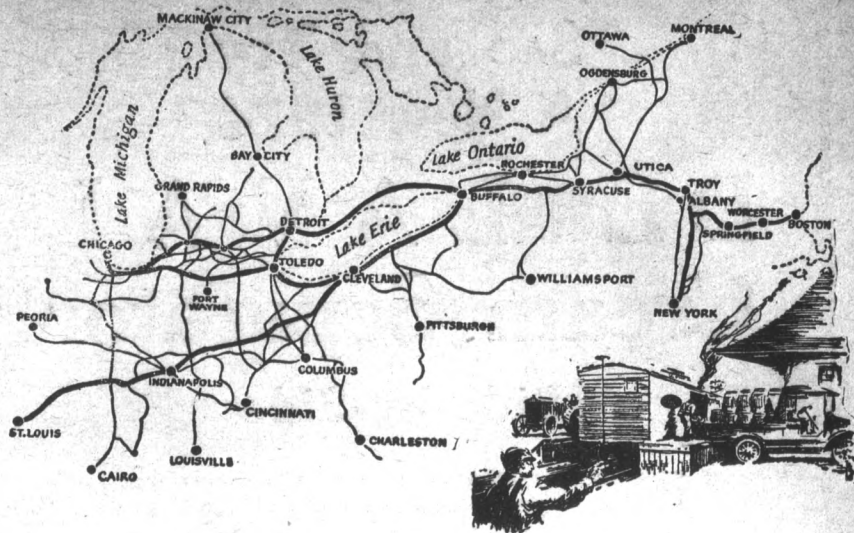 MACKINAW CITY
Lake Michigan
Lake Huron
OTTAWA
MONTREAL
OGDENSBURG
BAY CITY
Lake Ontario
ROCHESTER
UTICA
GRAND RAPIDS
BUFFALO
SYRACUSE
TROY
ALBANY
DETROIT
WORCESTER
BOSTON
SPRINGFIELD
CHICAGO
Lake Erie
TOLEDO
CLEVELAND
WILLIAMSPORT
FORT
WAYNE
NEW YORK
PEORIA
PITTSBURGH
COLUMBUS
INDIANAPOLIS
CINCINNATI
ST. LOUIS
CHARLESTON
LOUISVILLE
CAIRO